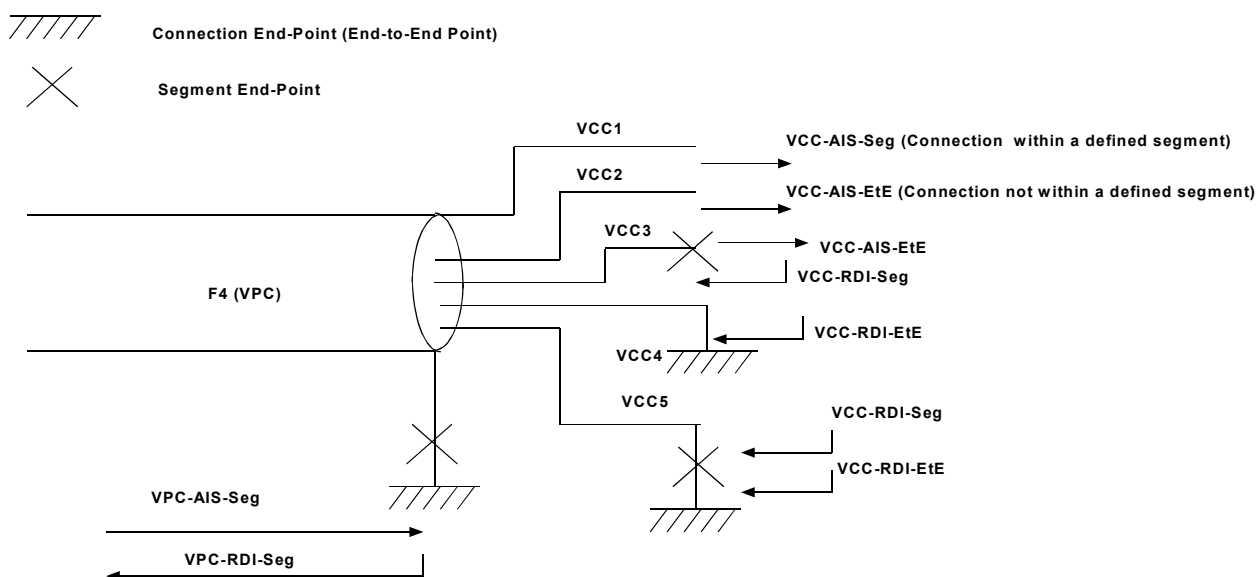 Connection End-Point (End-to-End Point)
Segment End-Point
VCC1
VCC-AIS-Seg (Connection within a defined segment)
VCC2
VCC-AIS-EtE (Connection not within a defined segment)
VCC3
VCC-AIS-EtE
VCC-RDI-Seg
F4 (VPC)
VCC-RDI-EtE
VCC4
VCC5
VCC-RDI-Seg
VCC-RDI-EtE
VPC-AIS-Seg
VPC-RDI-Seg